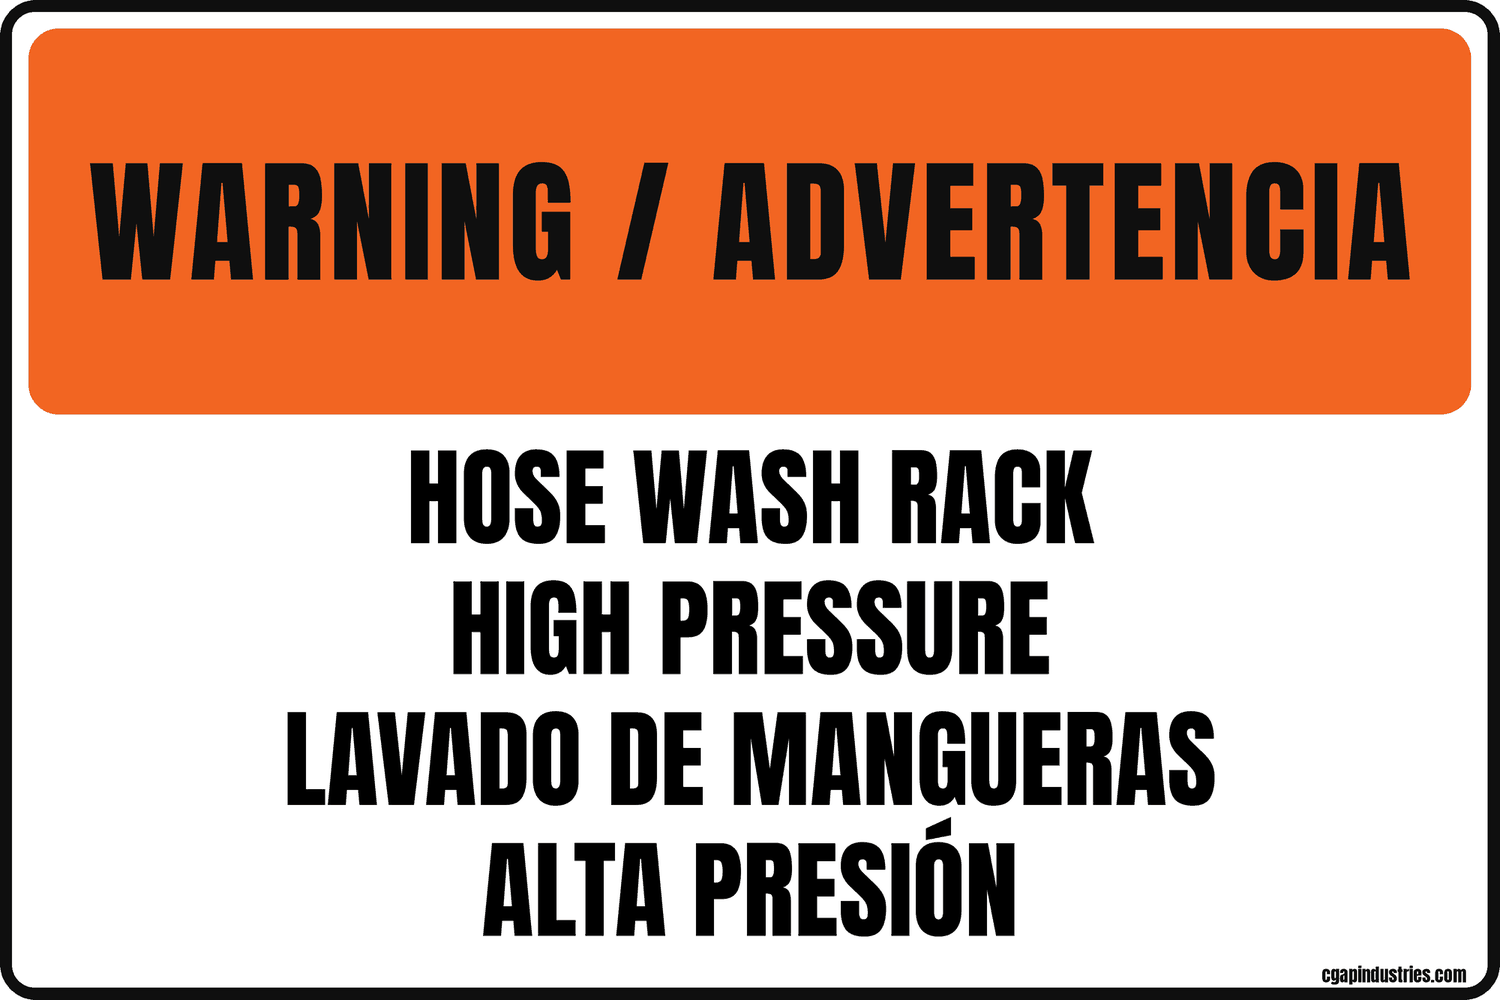 WARNING / ADVERTENCIA
HOSE WASH RACK
HIGH PRESSURE
LAVADO DE MANGUERAS
ALTA PRESIÓN
cgapindustries.com